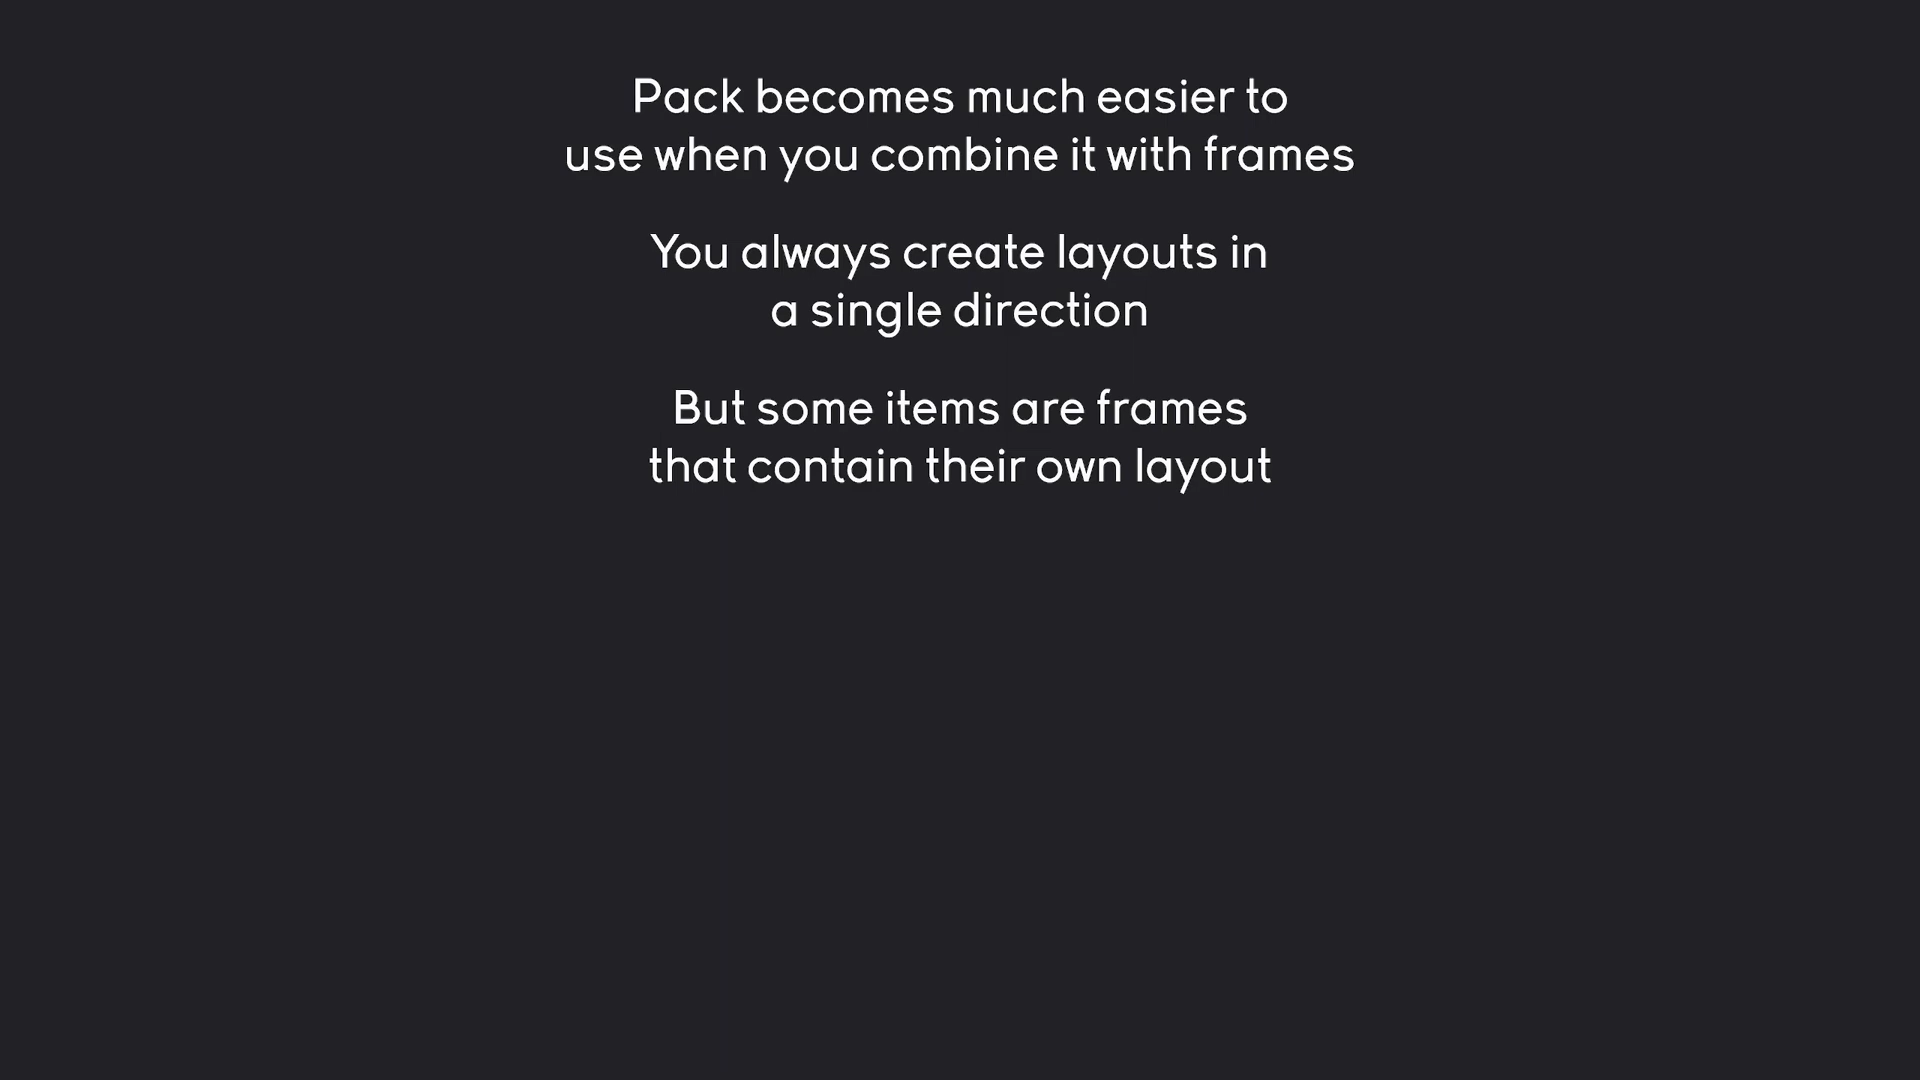 Pack becomes much easier to
use when you combine it with frames
You always create layouts in
a single direction
But some items are frames
that contain their own layout